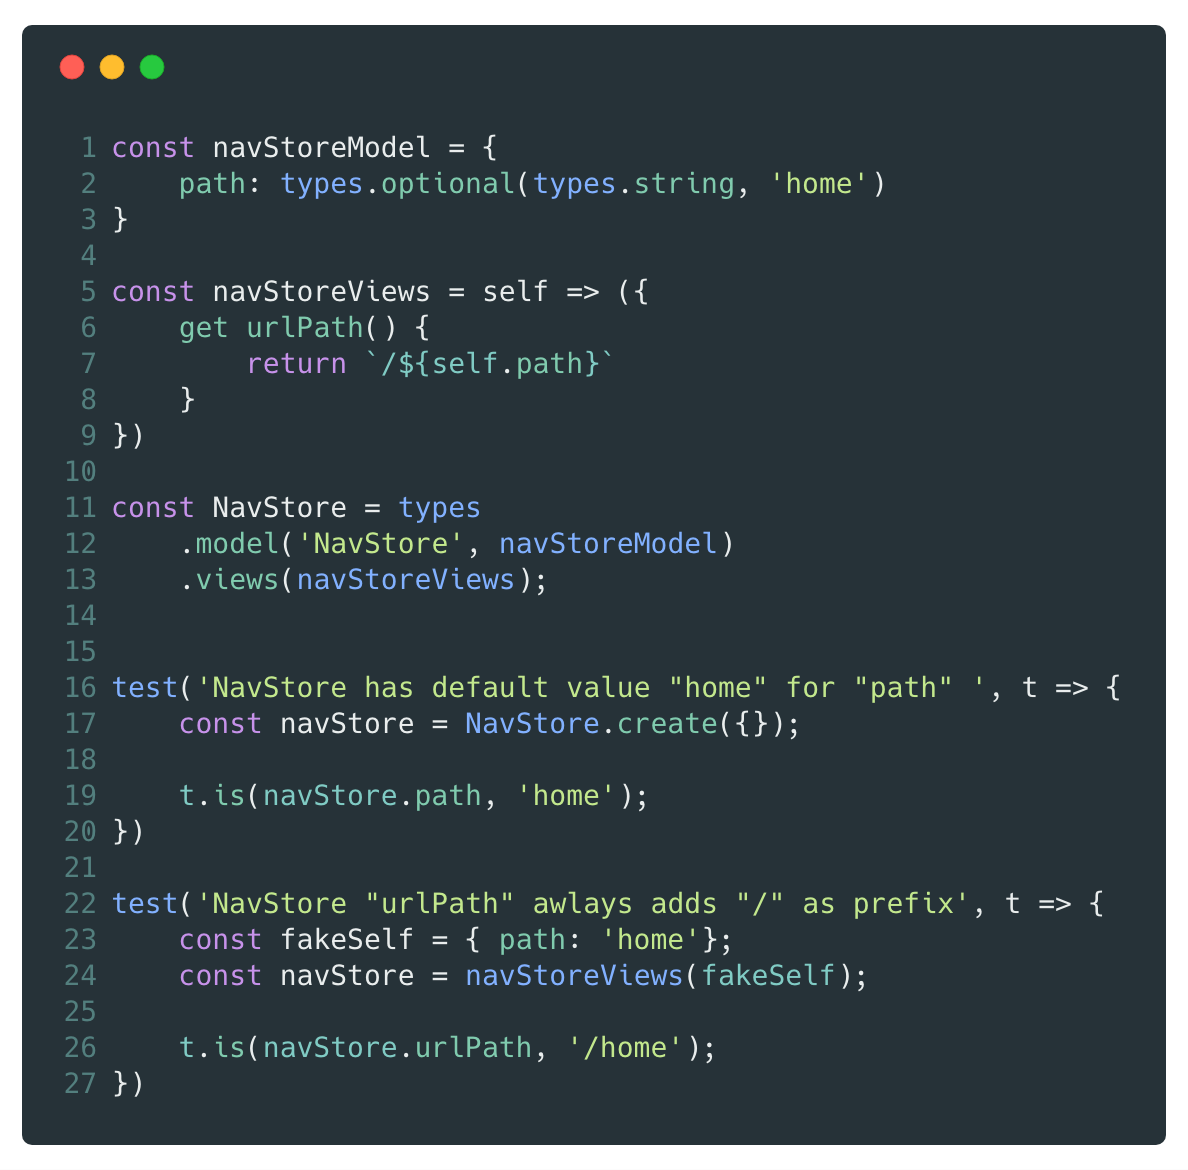 1 const navStoreModel = {
2     path: types.optional(types.string, 'home')
3 }
4
5 const navStoreViews = self => ({
6     get urlPath() {
7         return `/${self.path}`
8     }
9 })
10
11 const NavStore = types
12     .model('NavStore', navStoreModel)
13     .views(navStoreViews);
14
15
16 test('NavStore has default value "home" for "path" ', t => {
17     const navStore = NavStore.create({});
18
19     t.is(navStore.path, 'home');
20 })
21
22 test('NavStore "urlPath" awlays adds "/" as prefix', t => {
23     const fakeSelf = { path: 'home'};
24     const navStore = navStoreViews(fakeSelf);
25
26     t.is(navStore.urlPath, '/home');
27 })